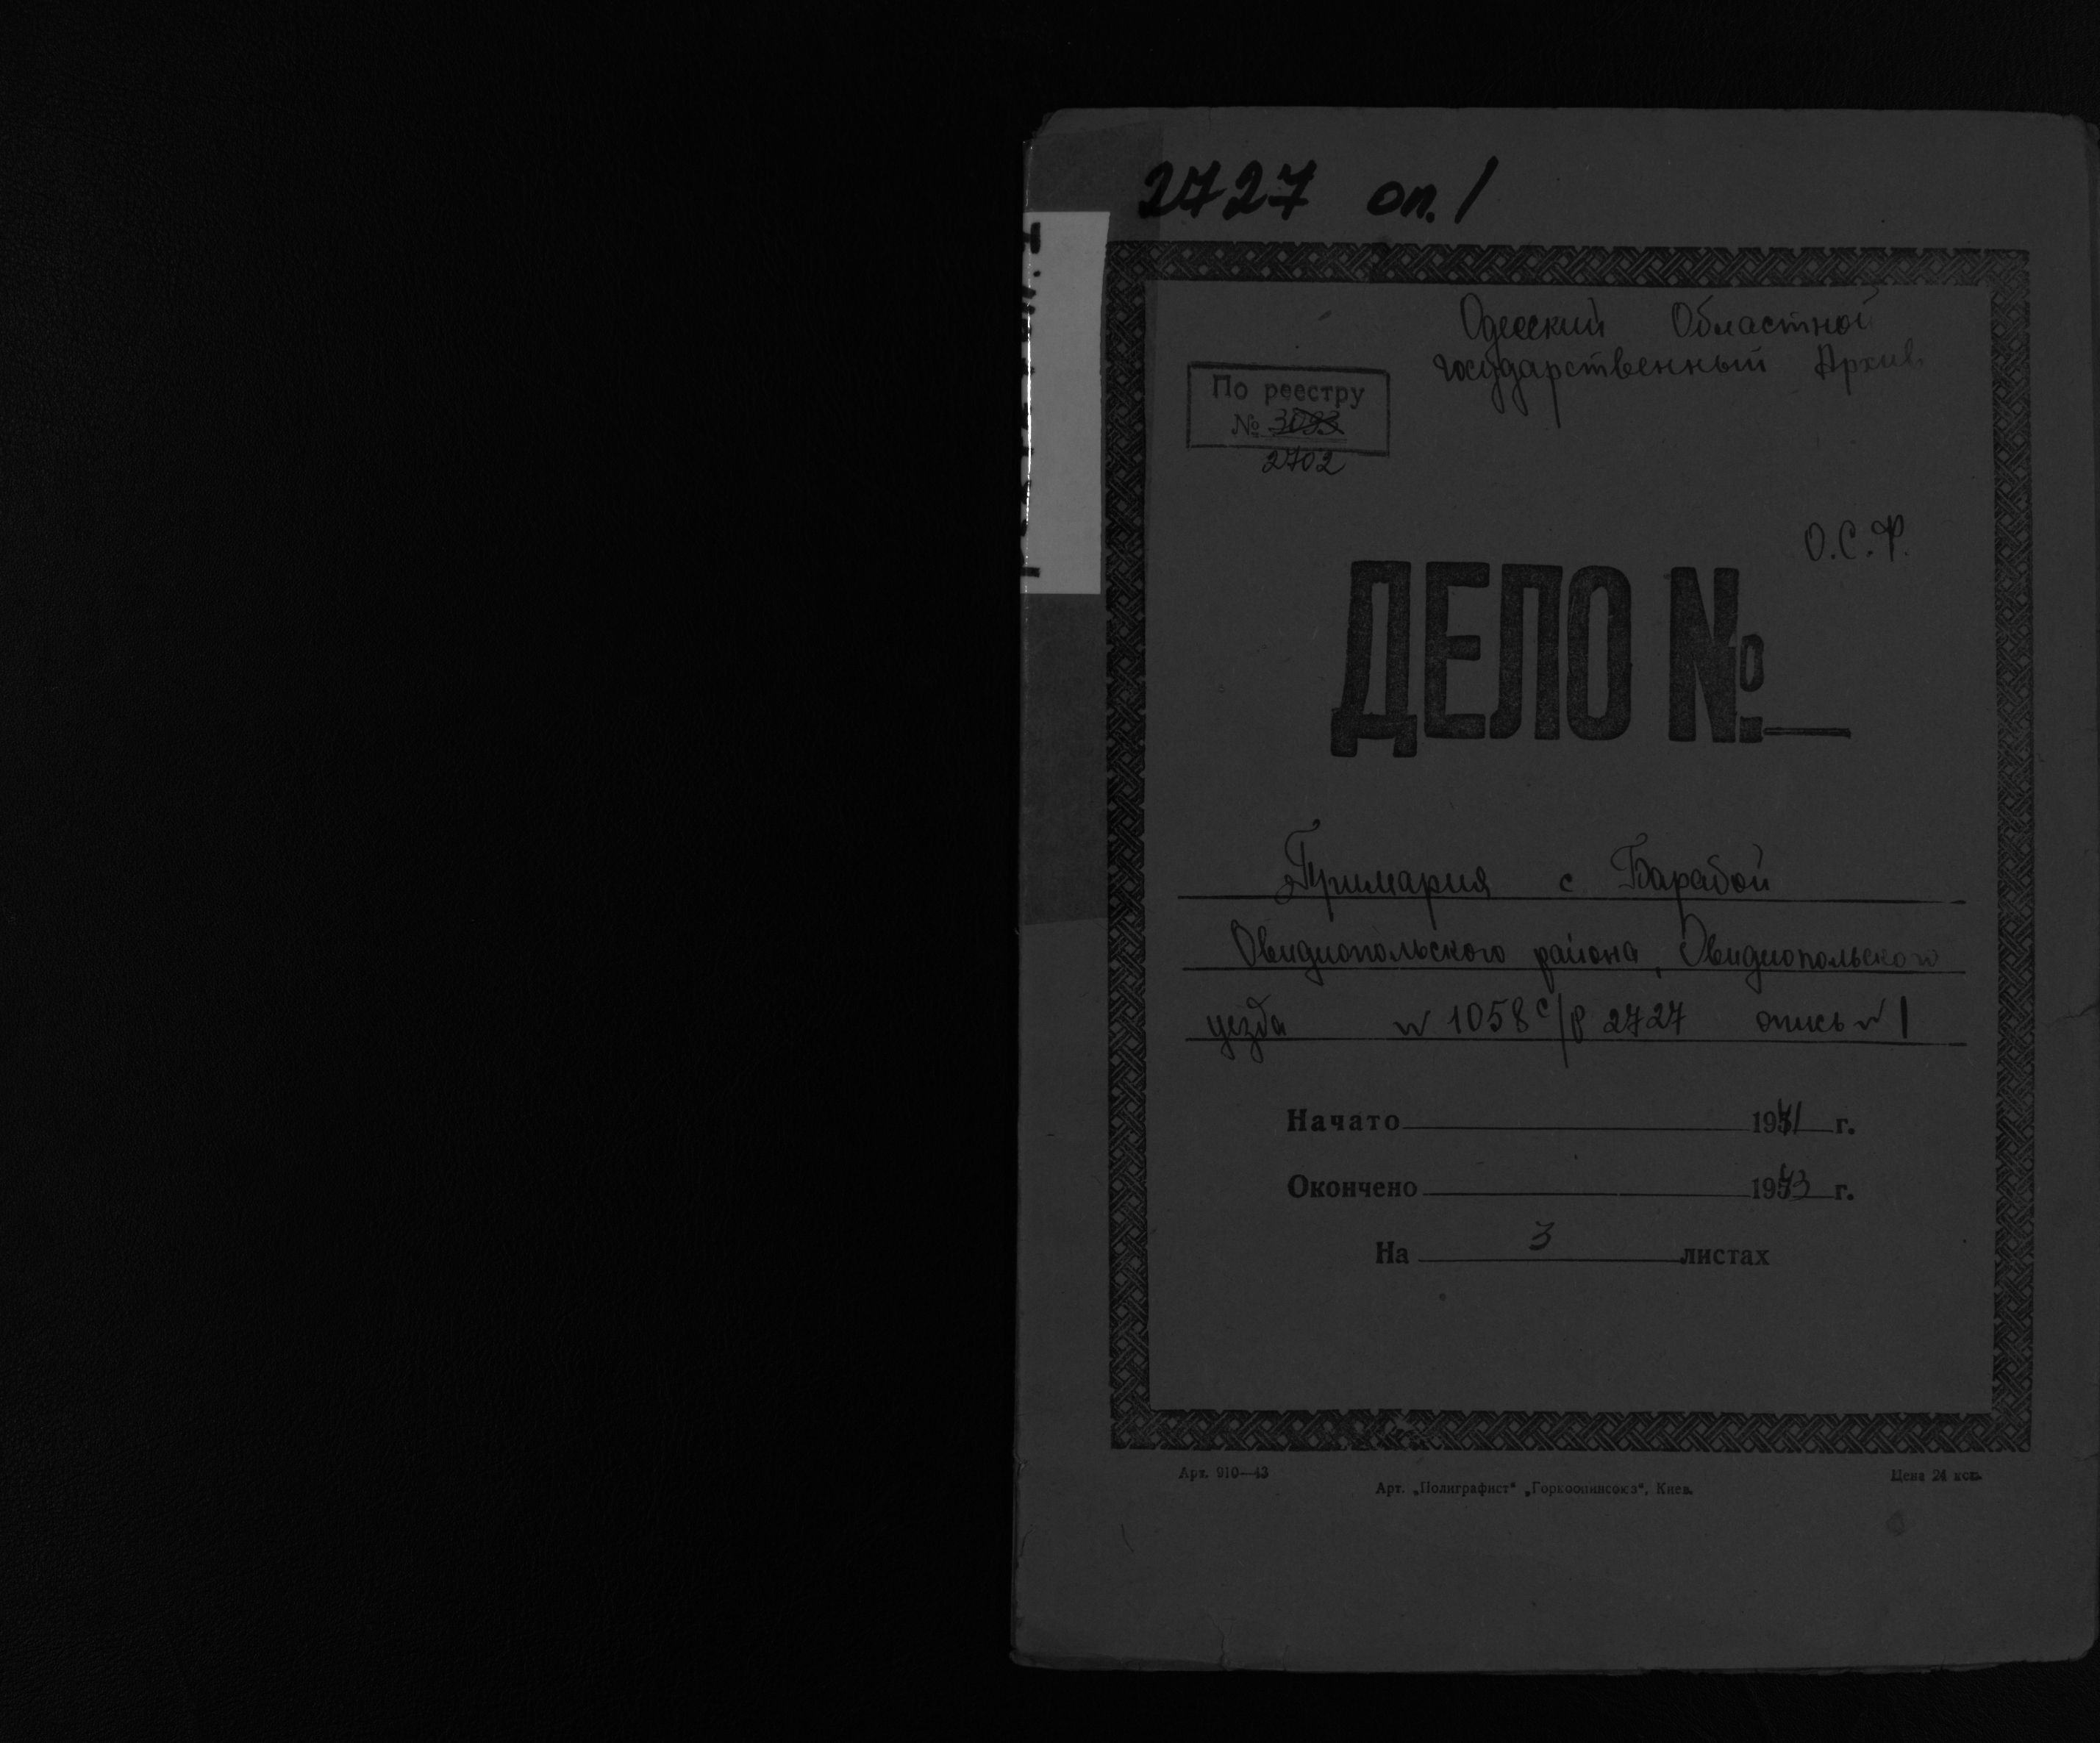 2727 оп. 1
Одесский Областной
государственный Архив
По реестру
№ 3093
2702
О.С.Ф.
ДЕЛО №
Примария с Барабой
Овидиопольского района, Овидиопольского
уезда № 1058с/р 2727 опись № 1
Начато 1941 г.
Окончено 1943 г.
На 3 листах
Арт. 910—43
Цена 24 коп.
Арт. „Полиграфист“ „Горкоопинсоюз“, Киев.